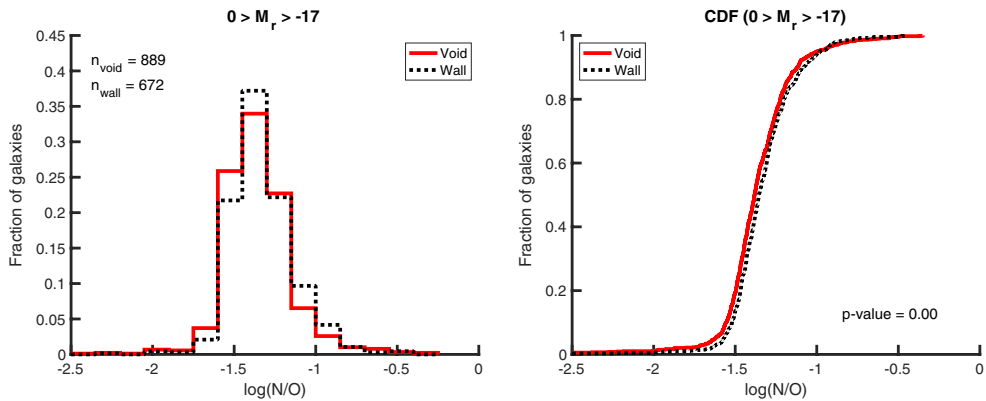 0 > M_r > -17
0.45
0.4
0.35
0.3
0.25
0.2
0.15
0.1
0.05
0
Fraction of galaxies
n_void = 889
n_wall = 672
Void
Wall
-2.5 -2 -1.5 -1 -0.5 0
log(N/O)
CDF (0 > M_r > -17)
1
0.8
0.6
0.4
0.2
0
Fraction of galaxies
Void
Wall
p-value = 0.00
-2.5 -2 -1.5 -1 -0.5 0
log(N/O)